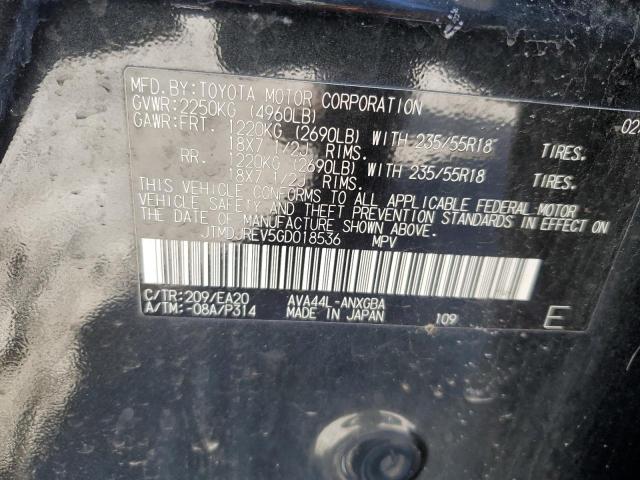 MFD.BY:TOYOTA MOTOR CORPORATION
GVWR:2250KG (4960LB) 02
GAWR:FRT. 1220KG (2690LB) WITH 235/55R18 TIRES.
18X7 1/2J RIMS.
RR. 1220KG (2690LB) WITH 235/55R18 TIRES.
18X7 1/2J RIMS.
THIS VEHICLE CONFORMS TO ALL APPLICABLE FEDERAL MOTOR
VEHICLE SAFETY AND THEFT PREVENTION STANDARDS IN EFFECT ON
THE DATE OF MANUFACTURE SHOWN ABOVE.
JTMDJREV5GD018536 MPV
C/TR:209/EA20 AVA44L-ANXGBA
A/TM:-08A/P314 MADE IN JAPAN 109 E